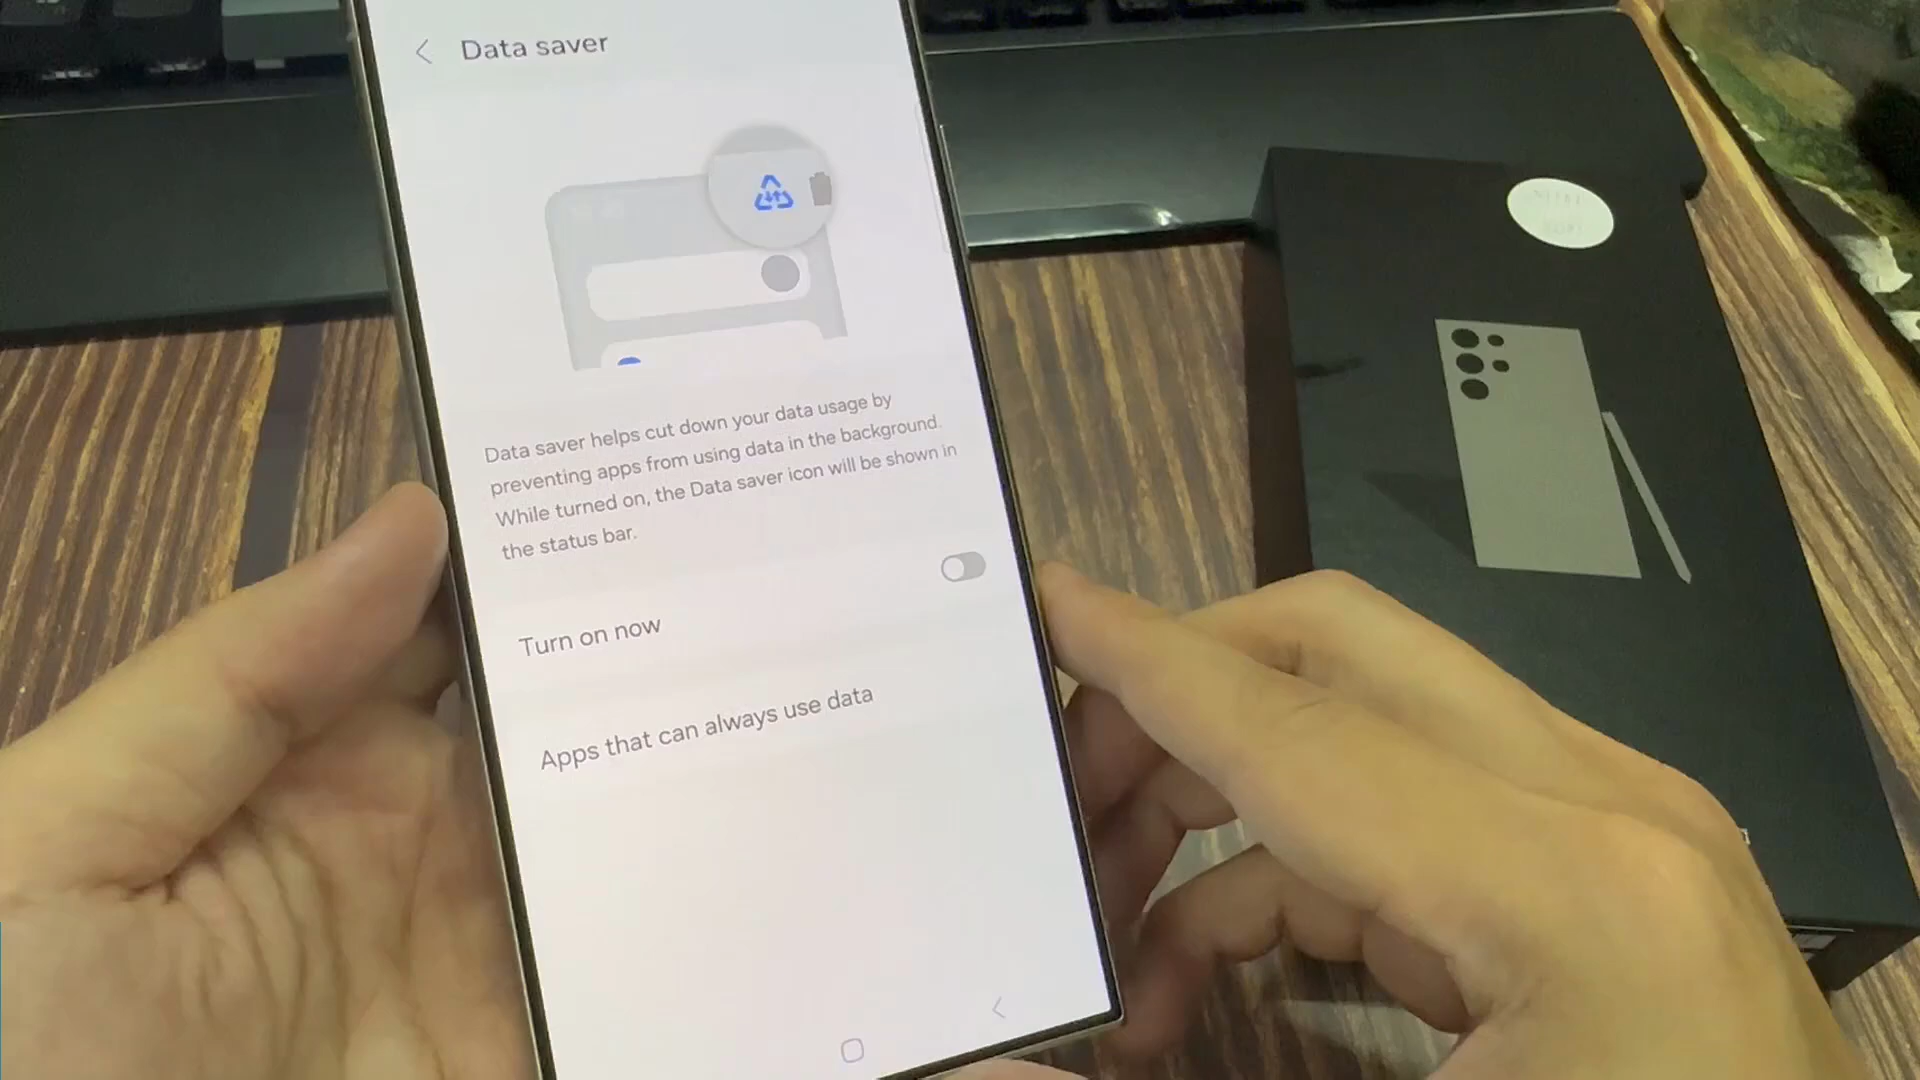 Data saver
Data saver helps cut down your data usage by
preventing apps from using data in the background.
While turned on, the Data saver icon will be shown in
the status bar.
Turn on now
Apps that can always use data